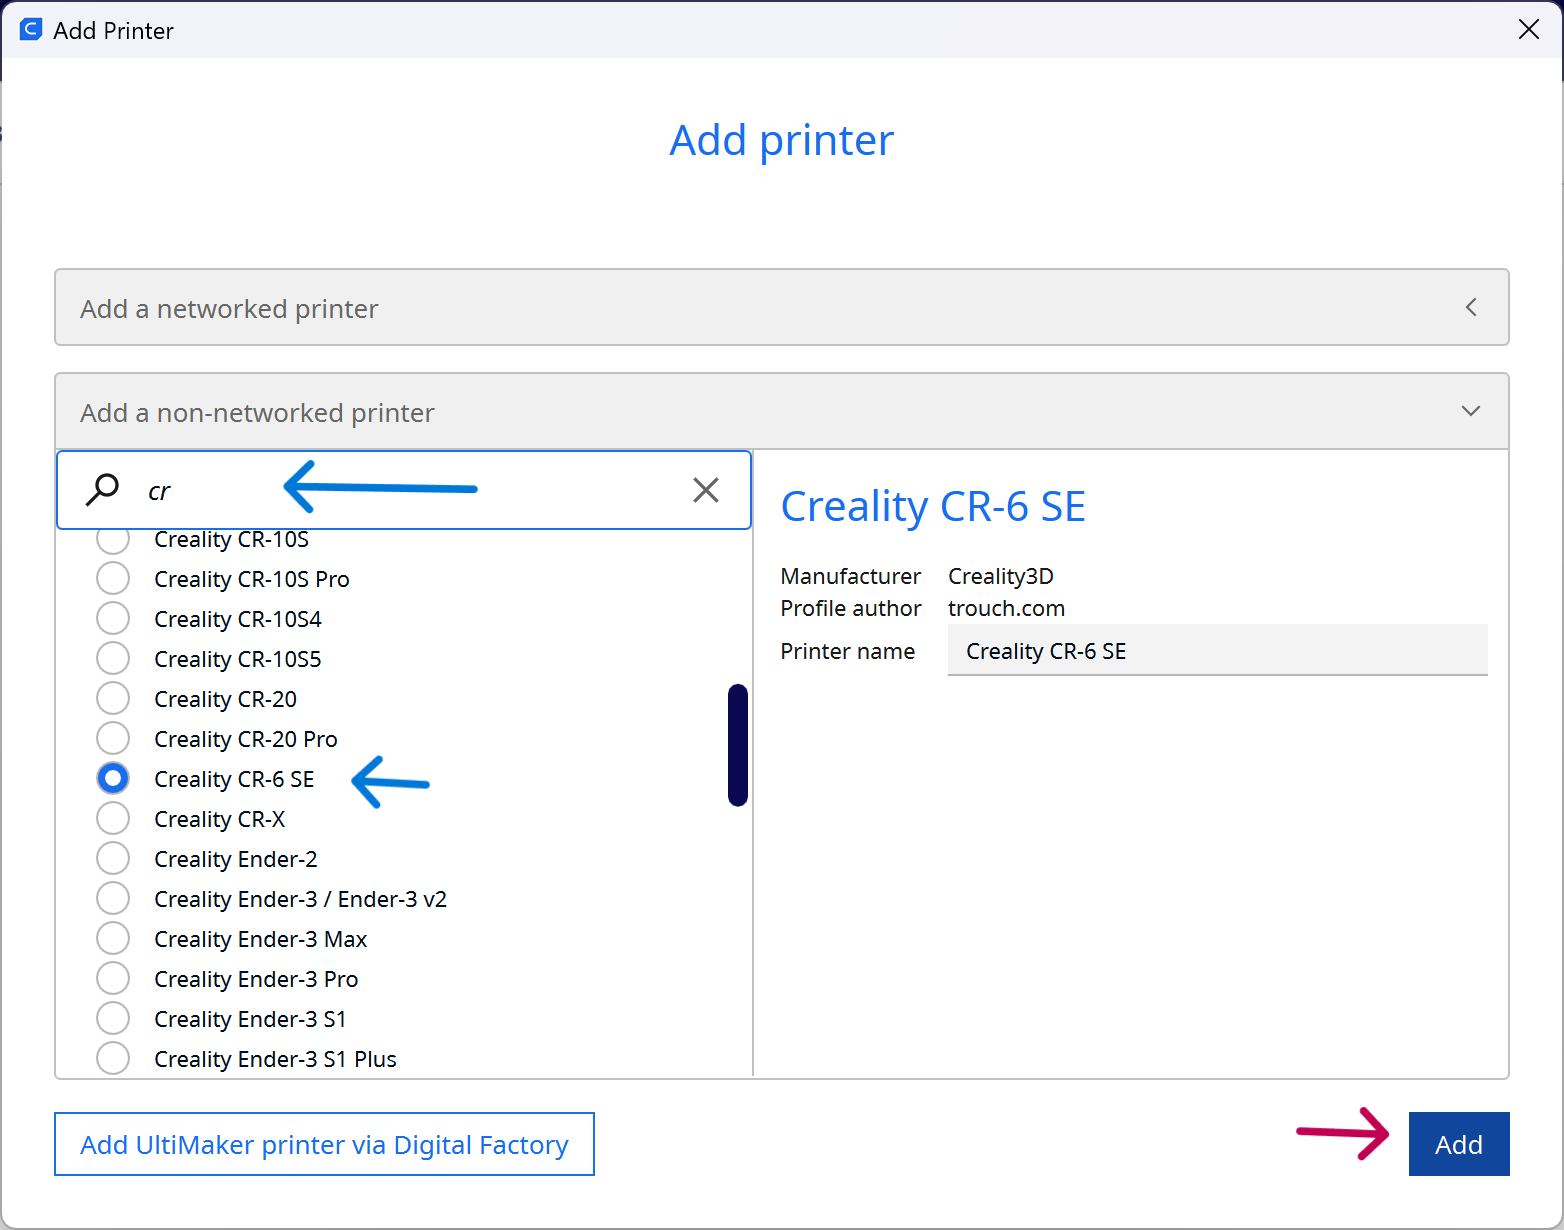 Add Printer
Add printer
Add a networked printer
Add a non-networked printer
cr
Creality CR-10S
Creality CR-10S Pro
Creality CR-10S4
Creality CR-10S5
Creality CR-20
Creality CR-20 Pro
Creality CR-6 SE
Creality CR-X
Creality Ender-2
Creality Ender-3 / Ender-3 v2
Creality Ender-3 Max
Creality Ender-3 Pro
Creality Ender-3 S1
Creality Ender-3 S1 Plus
Creality CR-6 SE
Manufacturer Creality3D
Profile author trouch.com
Printer name Creality CR-6 SE
Add UltiMaker printer via Digital Factory
Add